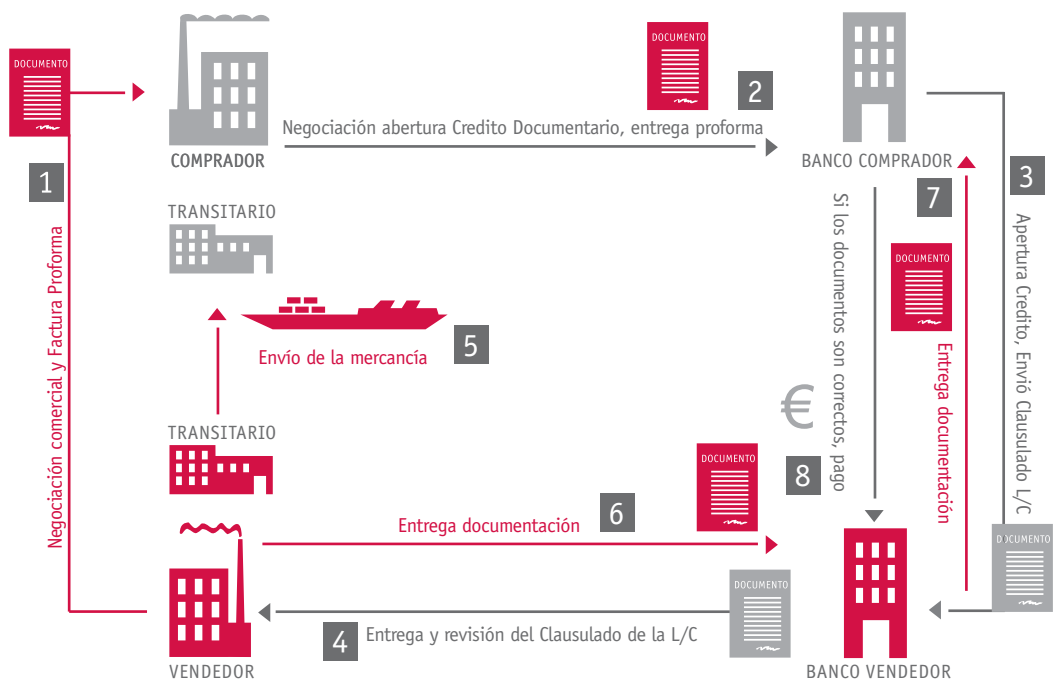 DOCUMENTO
1
Negociación comercial y Factura Proforma
COMPRADOR
DOCUMENTO
2
Negociación abertura Credito Documentario, entrega proforma
BANCO COMPRADOR
3
Apertura Credito, Envió Clausulado L/C
DOCUMENTO
TRANSITARIO
5
Envío de la mercancía
TRANSITARIO
7
DOCUMENTO
Entrega documentación
Si los documentos son correctos, pago
€
8
DOCUMENTO
6
Entrega documentación
DOCUMENTO
4
Entrega y revisión del Clausulado de la L/C
VENDEDOR
BANCO VENDEDOR